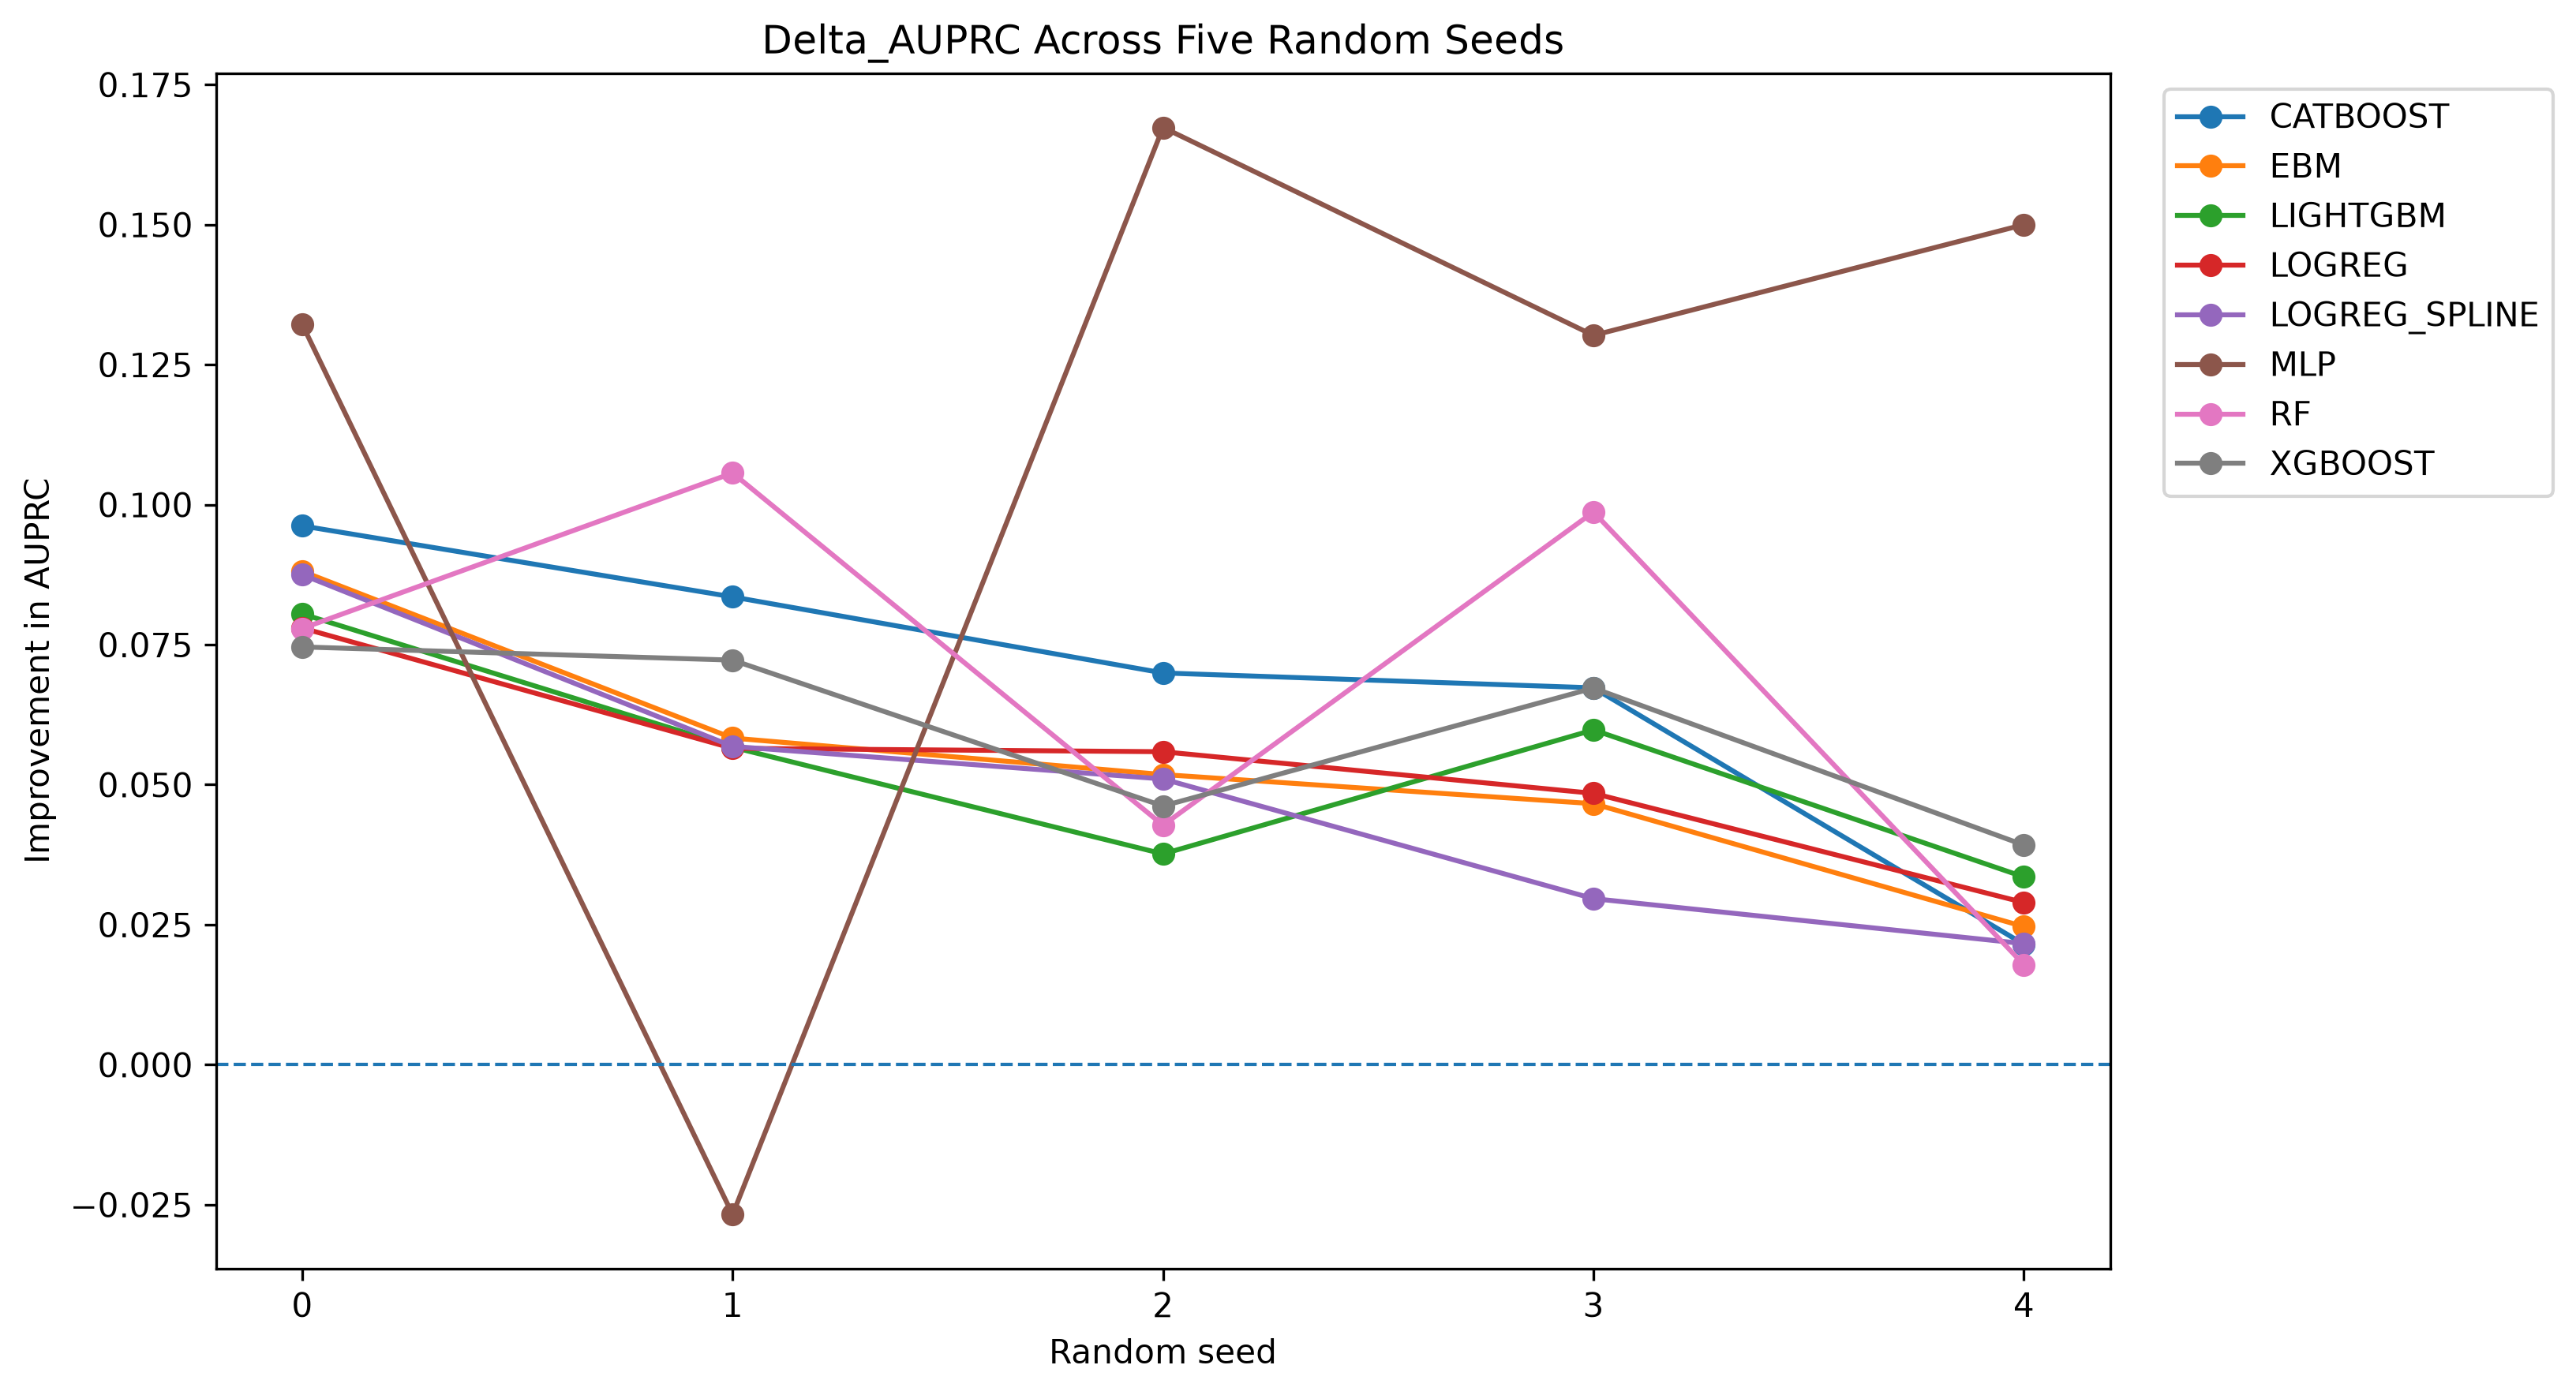 Delta_AUPRC Across Five Random Seeds
Improvement in AUPRC
0.175
0.150
0.125
0.100
0.075
0.050
0.025
0.000
−0.025
0 1 2 3 4
Random seed
CATBOOST
EBM
LIGHTGBM
LOGREG
LOGREG_SPLINE
MLP
RF
XGBOOST